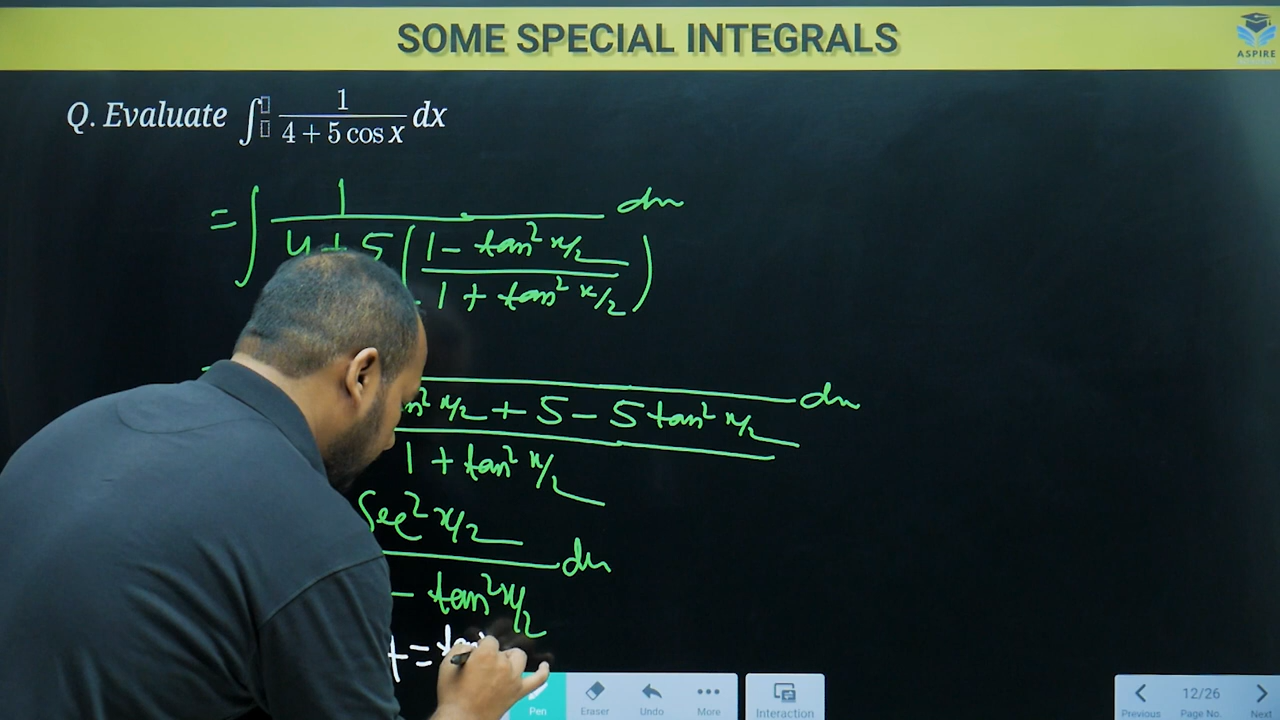 SOME SPECIAL INTEGRALS
ASPIRE
Q. Evaluate ∫ 1/(4 + 5 cos x) dx
= ∫ 1/(4 + 5 ((1 - tan² x/2)/(1 + tan² x/2))) dx
x/2 + 5 - 5 tan² x/2 dx
1 + tan² x/2
Sec² x/2 dx
- tan² x/2
t =
Pen Eraser Undo More Interaction Previous 12/26 Page No. Next